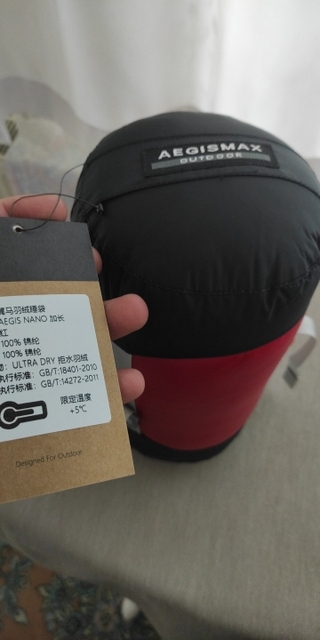 AEGISMAX
OUTDOOR
马羽绒睡袋
AEGIS NANO 加长
红
100% 锦纶
100% 锦纶
: ULTRA DRY 拒水羽绒
执行标准: GB/T:18401-2010
执行标准: GB/T:14272-2011
限定温度
+5℃
Designed For Outdoor